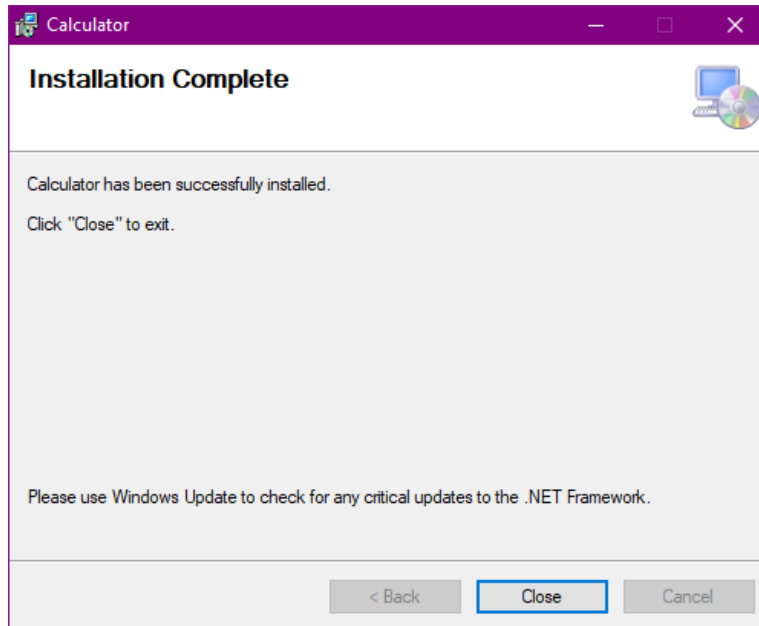 Calculator
Installation Complete
Calculator has been successfully installed.
Click "Close" to exit.
Please use Windows Update to check for any critical updates to the .NET Framework.
< Back Close Cancel